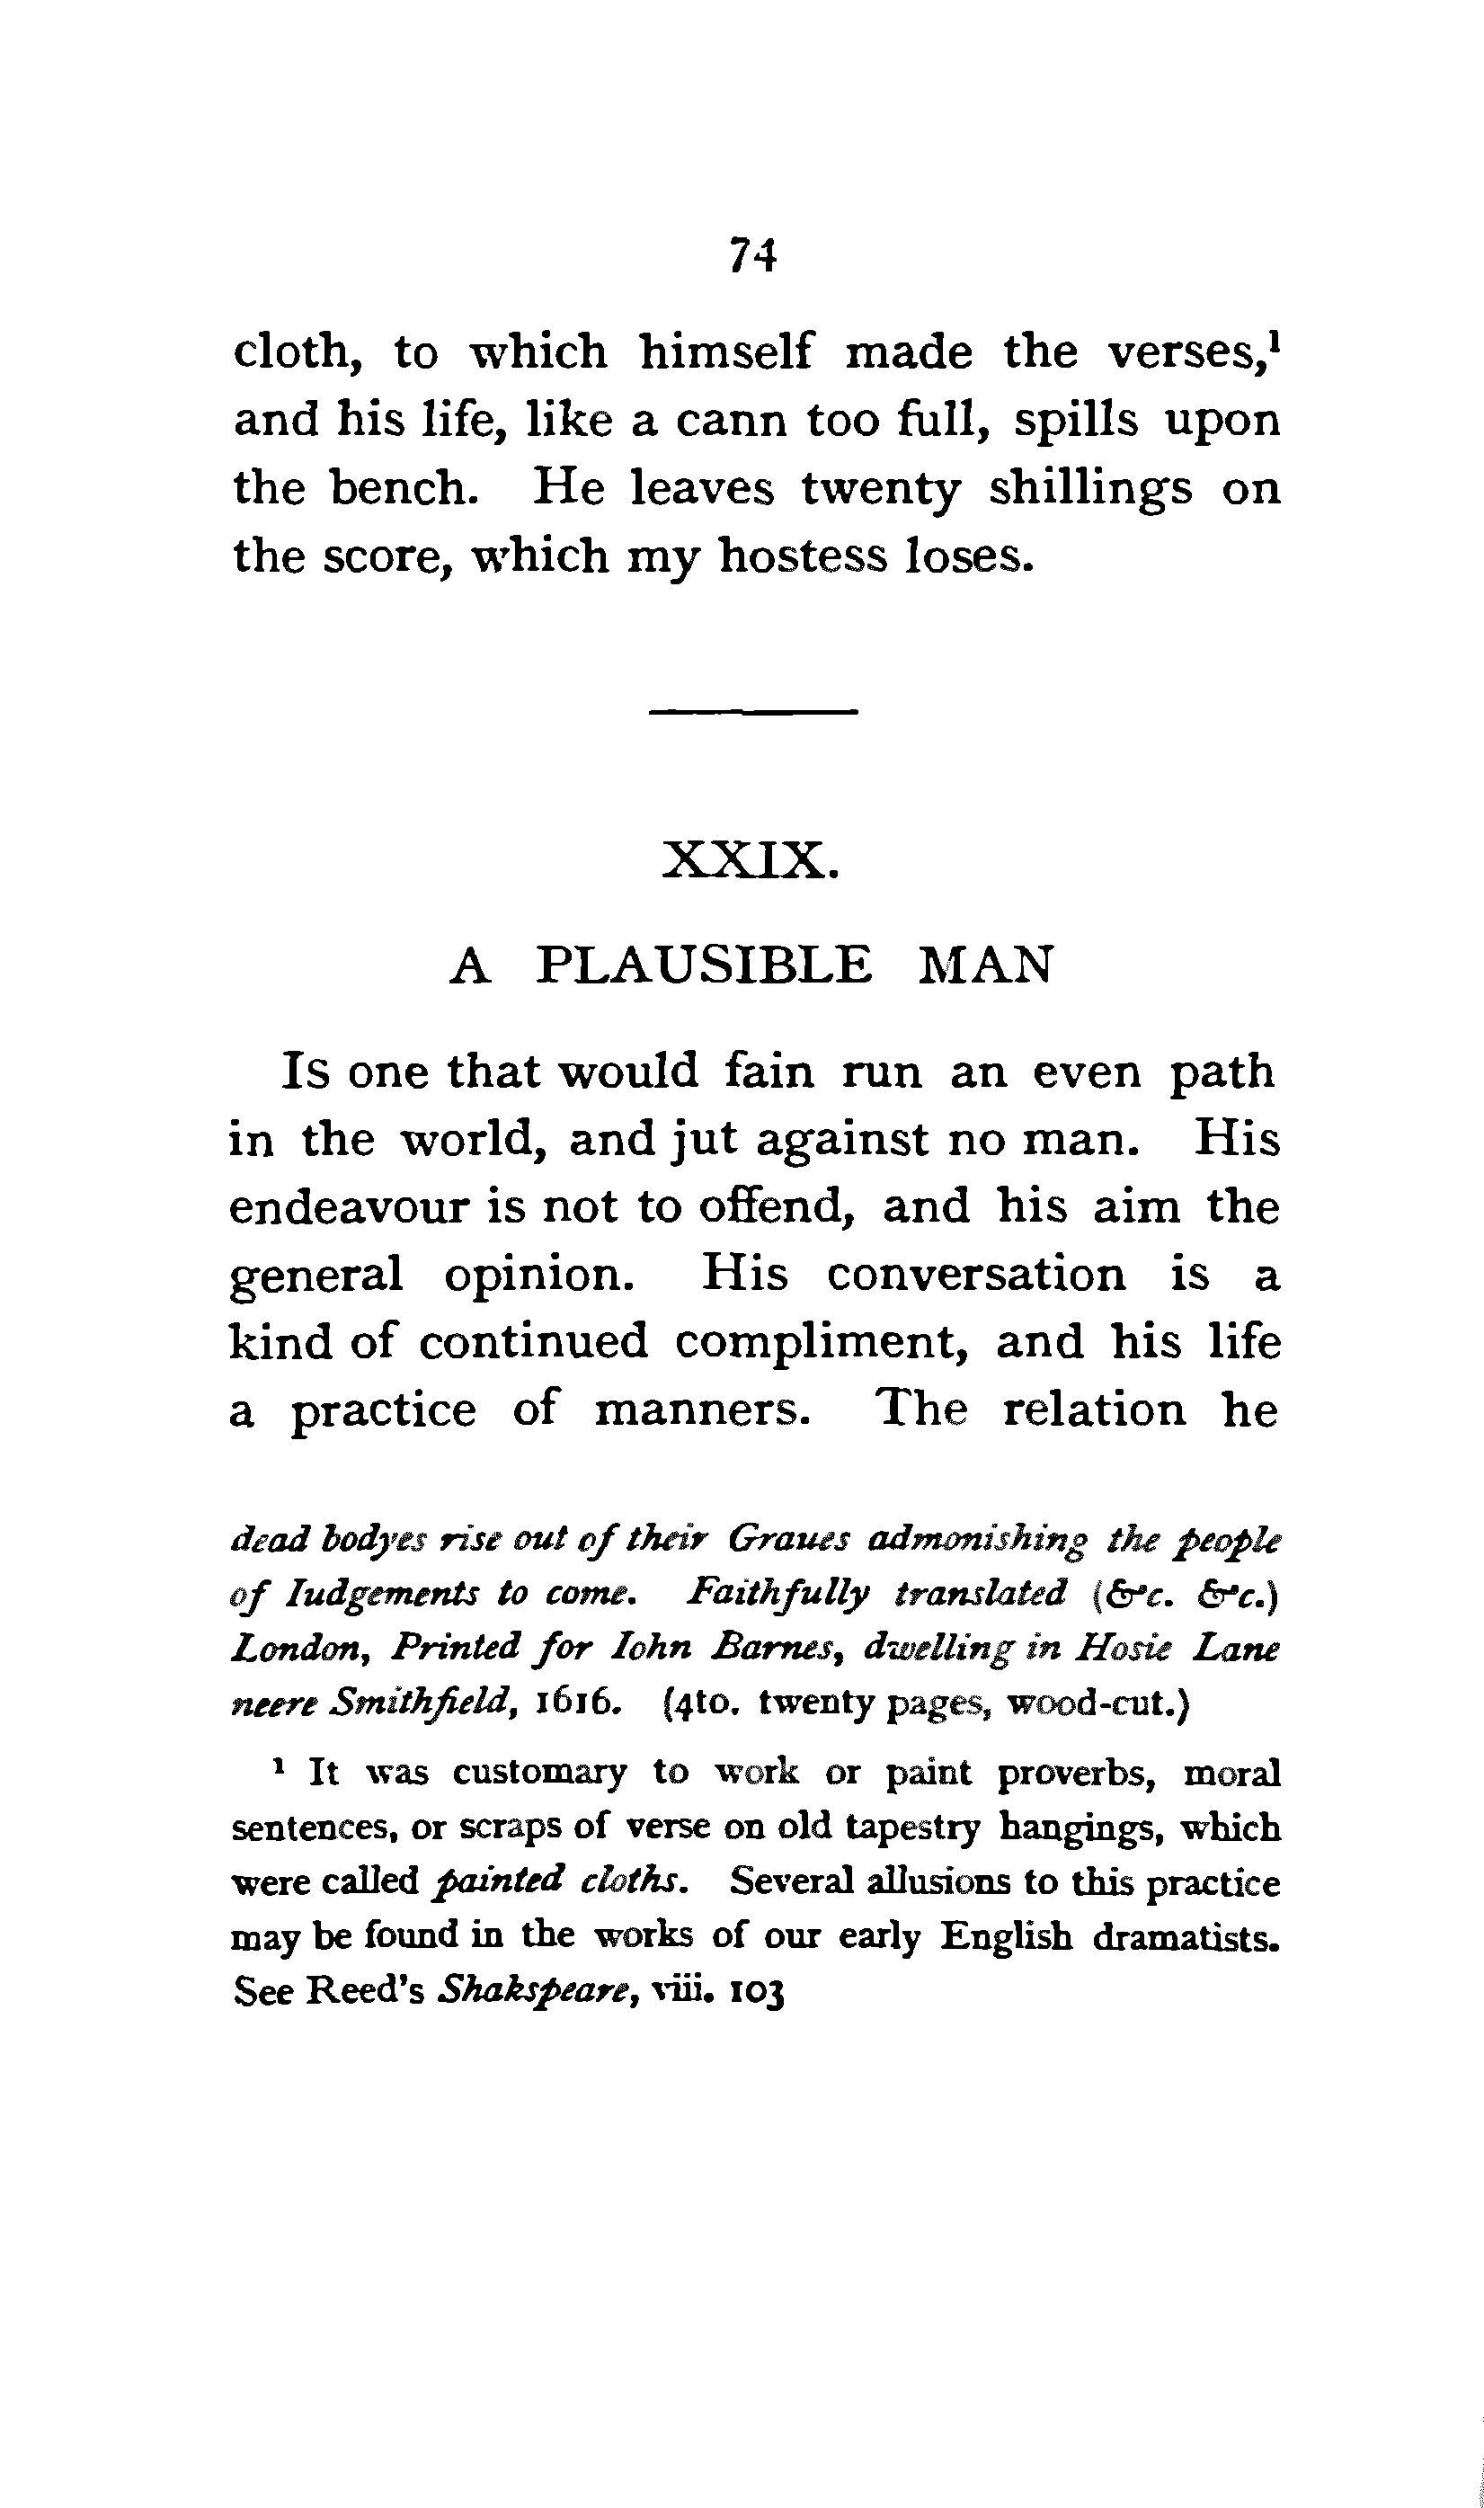 74
cloth, to which himself made the verses,¹
and his life, like a cann too full, spills upon
the bench. He leaves twenty shillings on
the score, which my hostess loses.
XXIX.
A PLAUSIBLE MAN
Is one that would fain run an even path
in the world, and jut against no man. His
endeavour is not to offend, and his aim the
general opinion. His conversation is a
kind of continued compliment, and his life
a practice of manners. The relation he
dead bodyes rise out of their Graues admonishing the people
of Iudgements to come. Faithfully translated (&c. &c.)
London, Printed for Iohn Barnes, dwelling in Hosie Lane
neere Smithfield, 1616. (4to. twenty pages, wood-cut.)
¹ It was customary to work or paint proverbs, moral
sentences, or scraps of verse on old tapestry hangings, which
were called painted cloths. Several allusions to this practice
may be found in the works of our early English dramatists.
See Reed's Shakspeare, viii. 103